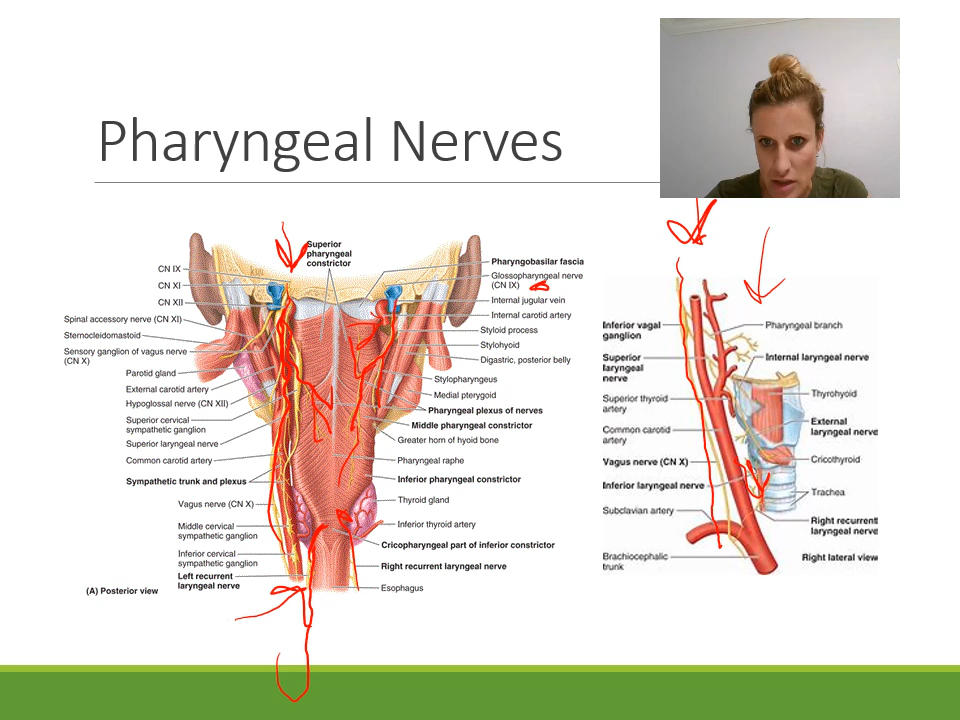 Pharyngeal Nerves
Superior
pharyngeal
constrictor
CN IX
CN XI
CN XII
Spinal accessory nerve (CN XI)
Sternocleidomastoid
Sensory ganglion of vagus nerve
(CN X)
Parotid gland
External carotid artery
Hypoglossal nerve (CN XII)
Superior cervical
sympathetic ganglion
Superior laryngeal nerve
Common carotid artery
Sympathetic trunk and plexus
Vagus nerve (CN X)
Middle cervical
sympathetic ganglion
Inferior cervical
sympathetic ganglion
Left recurrent
laryngeal nerve
(A) Posterior view
Pharyngobasilar fascia
Glossopharyngeal nerve
(CN IX)
Internal jugular vein
Internal carotid artery
Styloid process
Stylohyoid
Digastric, posterior belly
Stylopharyngeus
Medial pterygoid
Pharyngeal plexus of nerves
Middle pharyngeal constrictor
Greater horn of hyoid bone
Pharyngeal raphe
Inferior pharyngeal constrictor
Thyroid gland
Inferior thyroid artery
Cricopharyngeal part of inferior constrictor
Right recurrent laryngeal nerve
Esophagus
Inferior vagal
ganglion
Superior
laryngeal
nerve
Superior thyroid
artery
Common carotid
artery
Vagus nerve (CN X)
Inferior laryngeal nerve
Subclavian artery
Brachiocephalic
trunk
Pharyngeal branch
Internal laryngeal nerve
Thyrohyoid
External
laryngeal nerve
Cricothyroid
Trachea
Right recurrent
laryngeal nerve
Right lateral view